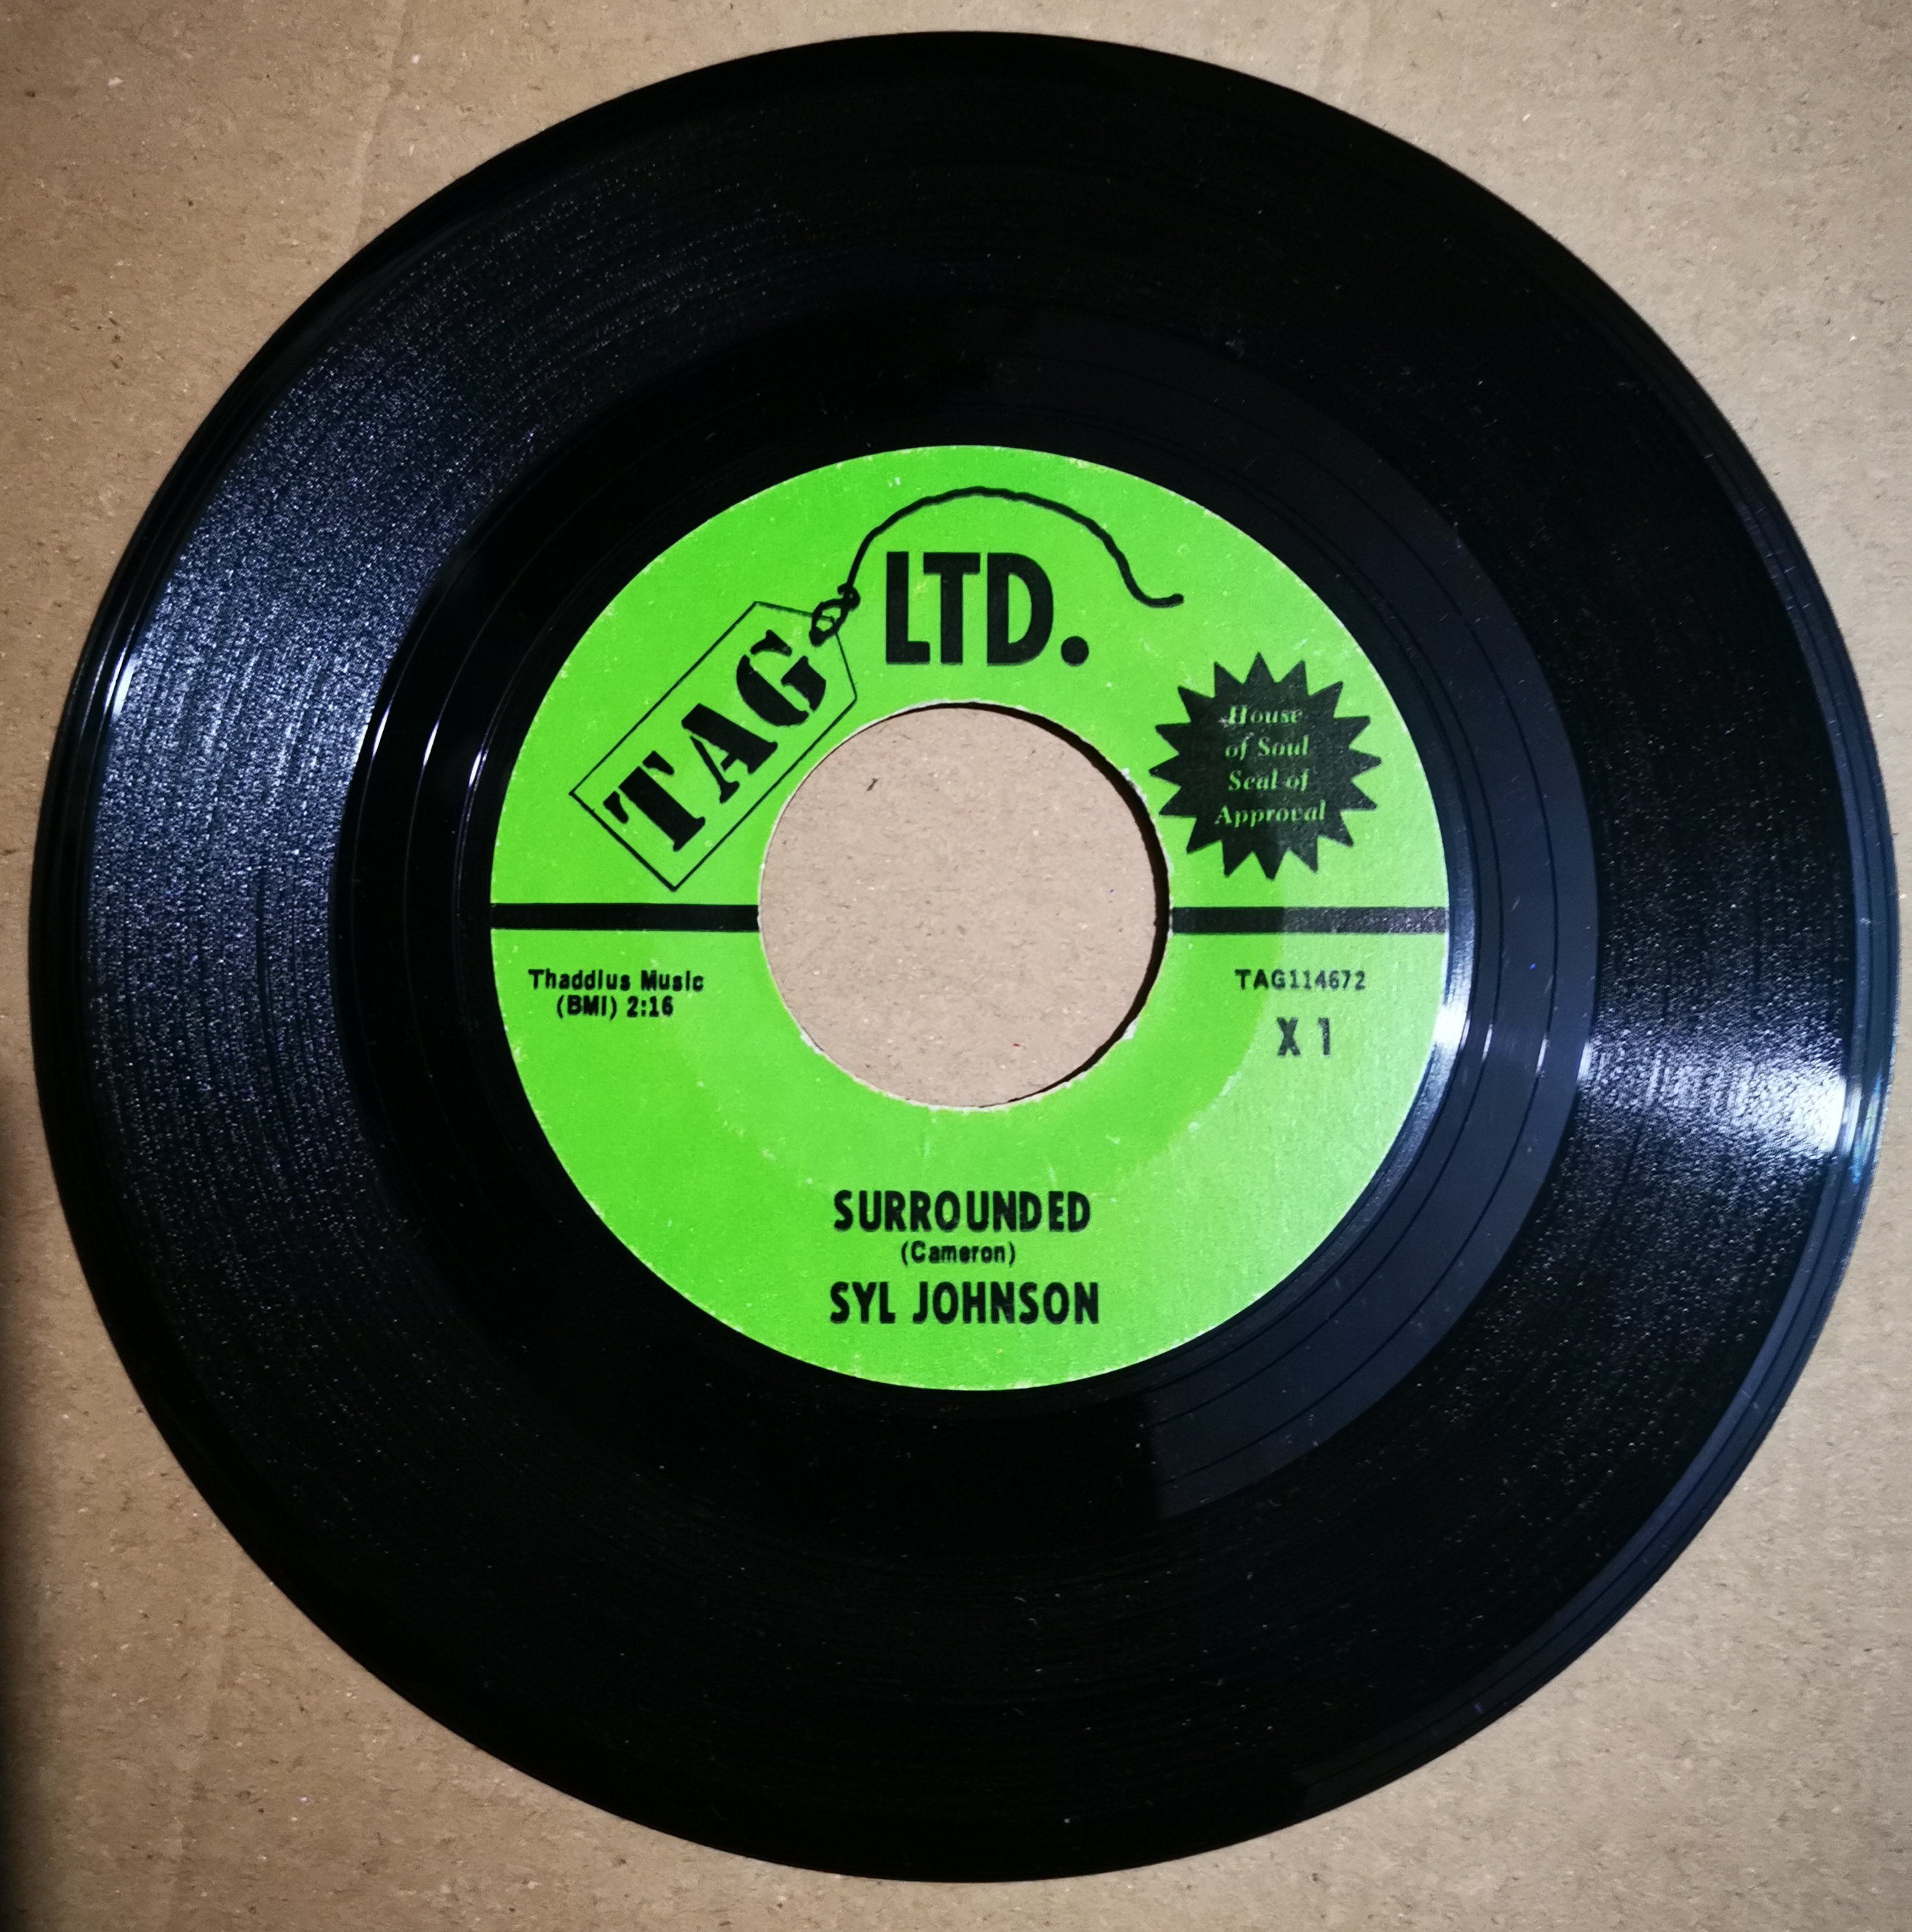 LTD.
TAG
House
of Soul
Seal of
Approval
Thaddius Music
(BMI) 2:16
TAG114672
X 1
SURROUNDED
(Cameron)
SYL JOHNSON